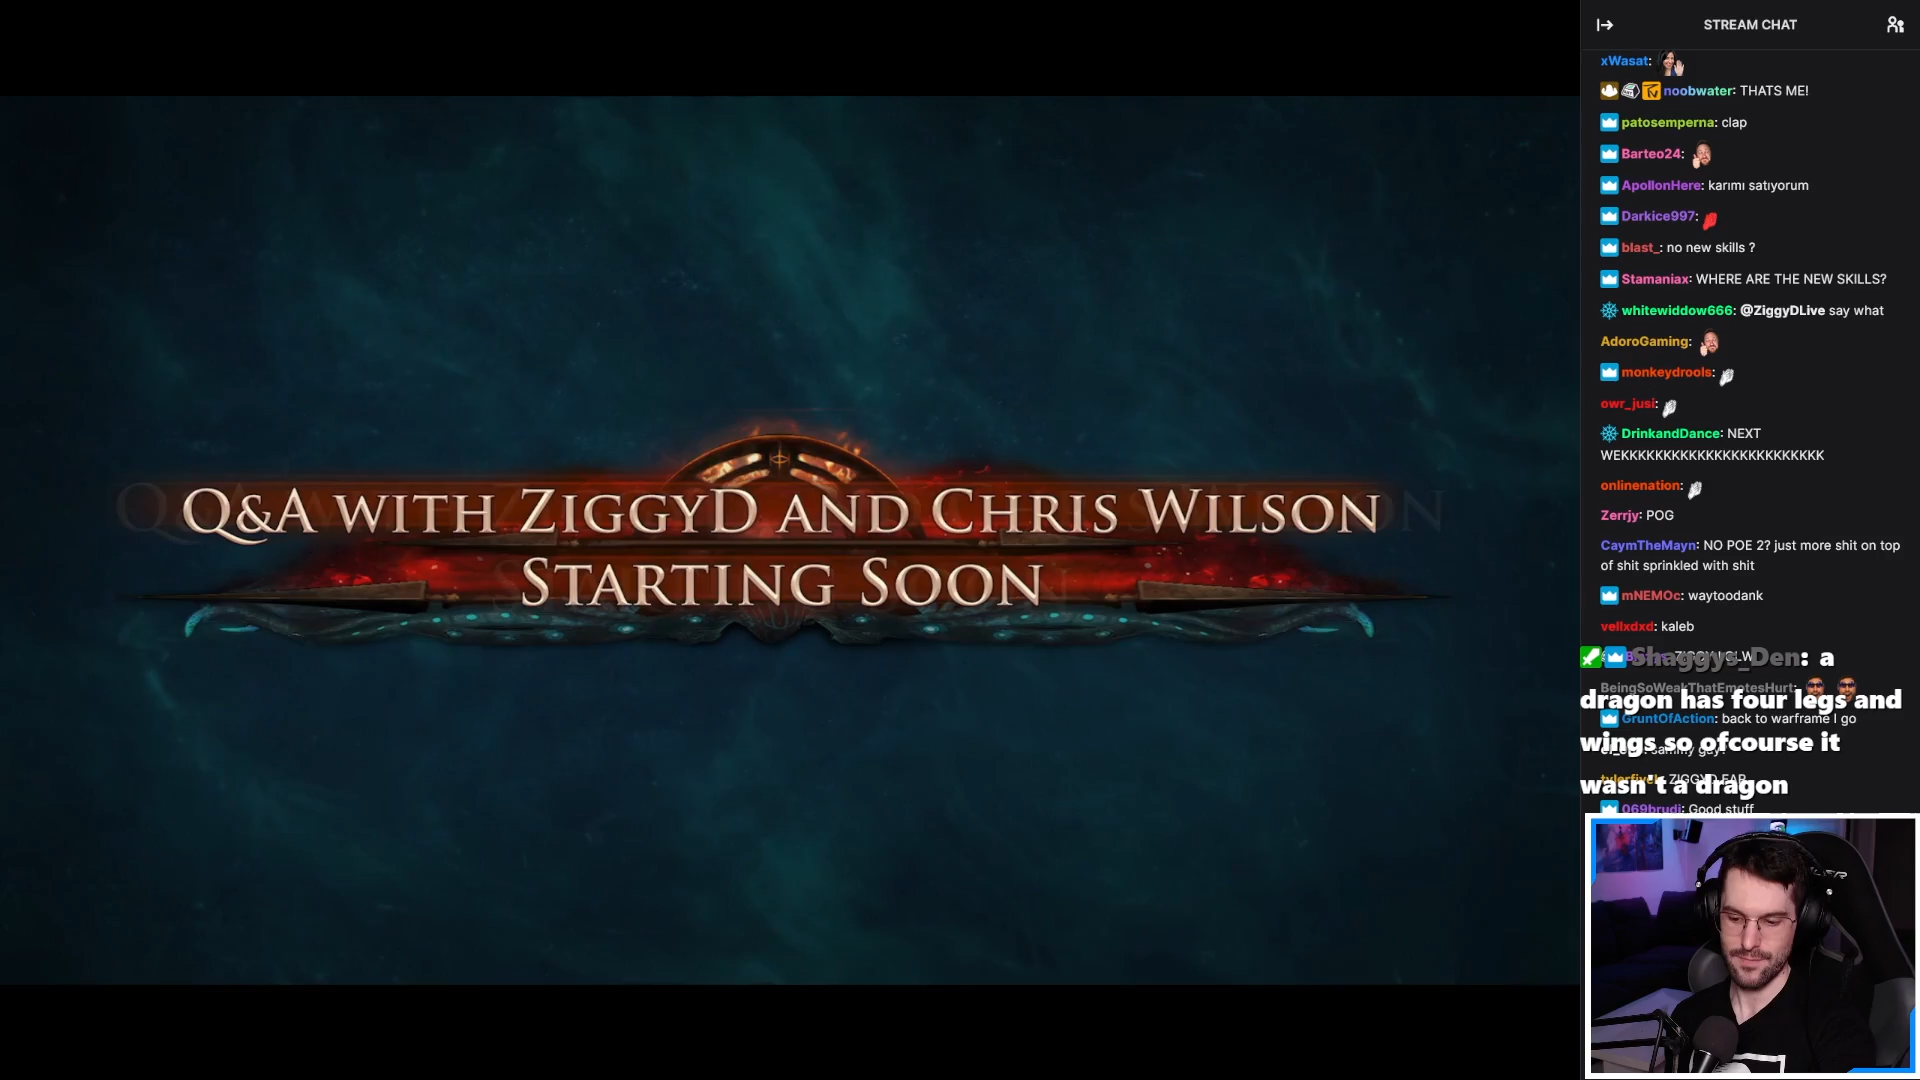 Q&A with ZiggyD and Chris Wilson
Starting Soon
STREAM CHAT
xWasat:
noobwater: THATS ME!
patosemperna: clap
Barteo24:
ApollonHere: karımı satıyorum
Darkice997:
blast_: no new skills ?
Stamaniax: WHERE ARE THE NEW SKILLS?
whitewiddow666: @ZiggyDLive say what
AdoroGaming:
monkeydrools:
owr_jusi:
DrinkandDance: NEXT
WEKKKKKKKKKKKKKKKKKKKKKKKK
onlinenation:
Zerrjy: POG
CaymTheMayn: NO POE 2? just more shit on top
of shit sprinkled with shit
mNEMOc: waytoodank
vellxdxd: kaleb
Shaggys_Den: a
BeingSoWeakThatEmotesHurt:
dragon has four legs and
GruntOfAction: back to warframe I go
wings so ofcourse it
wasn't a dragon
069brudi: Good stuff